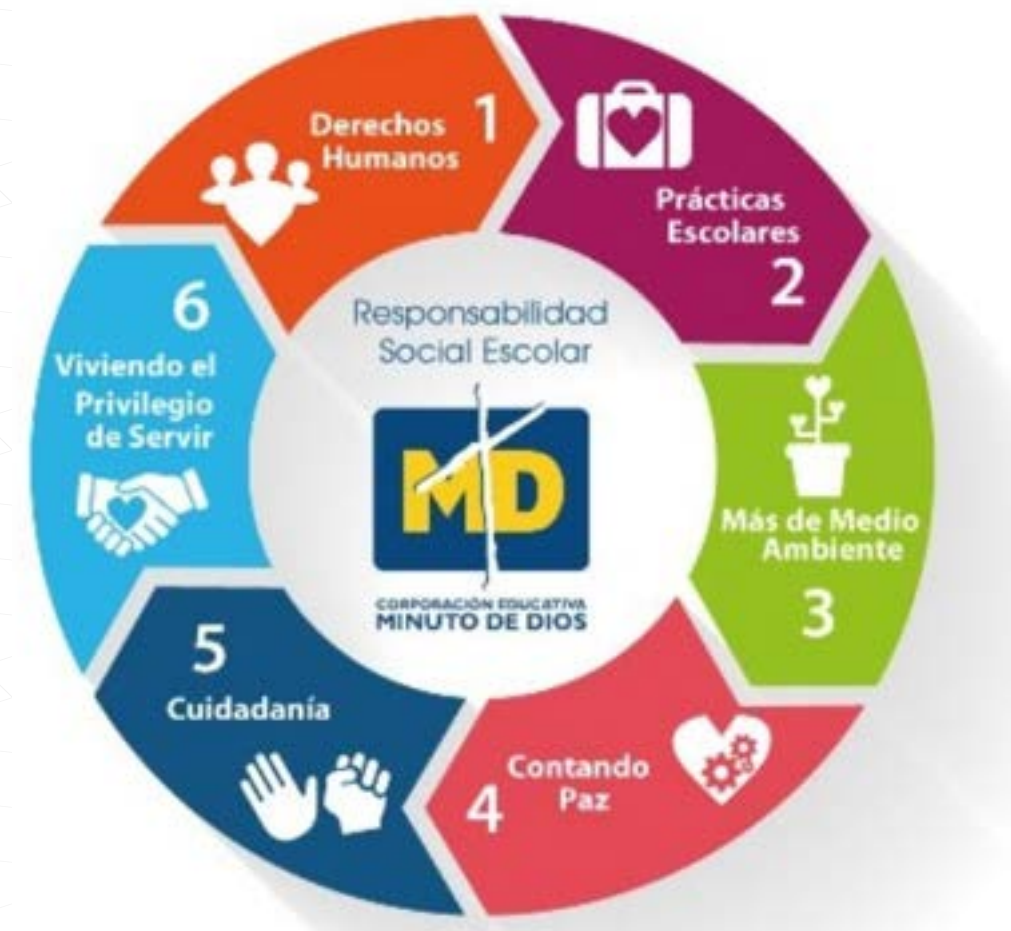 Derechos
Humanos
1
Prácticas
Escolares
2
Más de Medio
Ambiente
3
Contando
Paz
4
5
Cuidadanía
6
Viviendo el
Privilegio
de Servir
Responsabilidad
Social Escolar
MD
CORPORACIÓN EDUCATIVA
MINUTO DE DIOS